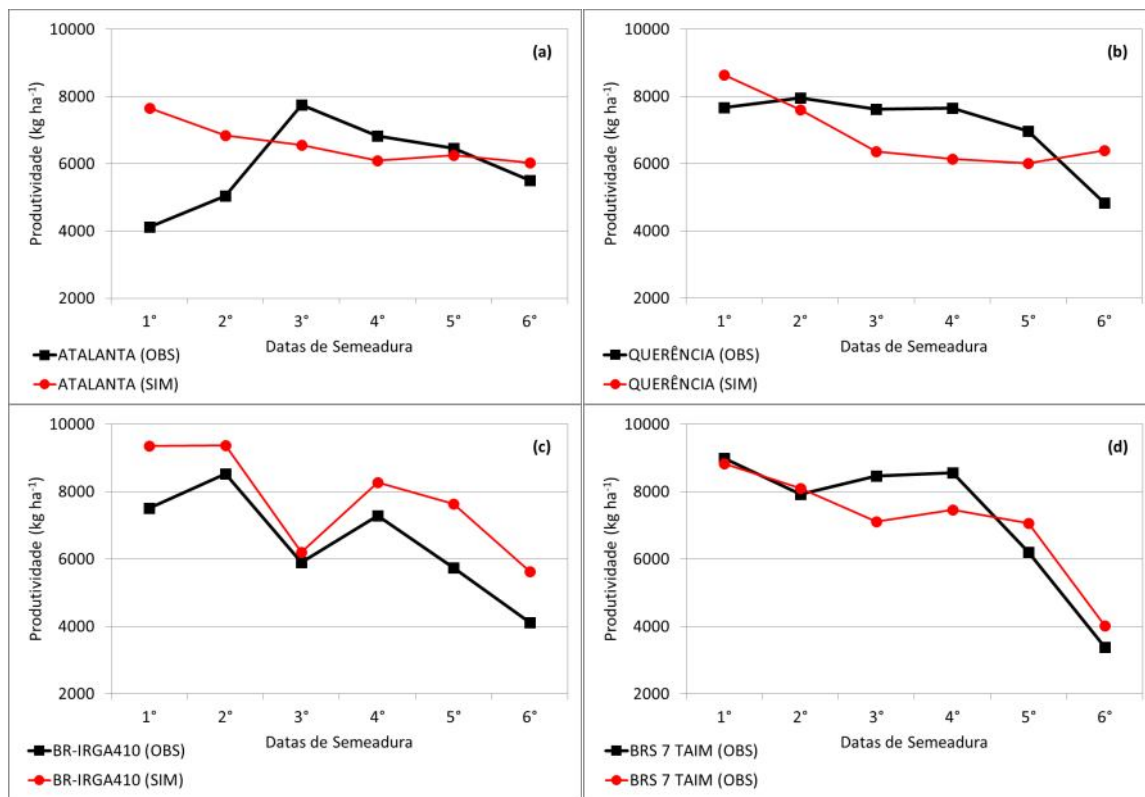 10000
(a)
8000
6000
4000
2000
Produtividade (kg ha-1)
1° 2° 3° 4° 5° 6°
Datas de Semeadura
ATALANTA (OBS)
ATALANTA (SIM)
10000
(b)
8000
6000
4000
2000
Produtividade (kg ha-1)
1° 2° 3° 4° 5° 6°
Datas de Semeadura
QUERÊNCIA (OBS)
QUERÊNCIA (SIM)
10000
(c)
8000
6000
4000
2000
Produtividade (kg ha-1)
1° 2° 3° 4° 5° 6°
Datas de Semeadura
BR-IRGA410 (OBS)
BR-IRGA410 (SIM)
10000
(d)
8000
6000
4000
2000
Produtividade (kg ha-1)
1° 2° 3° 4° 5° 6°
Datas de Semeadura
BRS 7 TAIM (OBS)
BRS 7 TAIM (OBS)